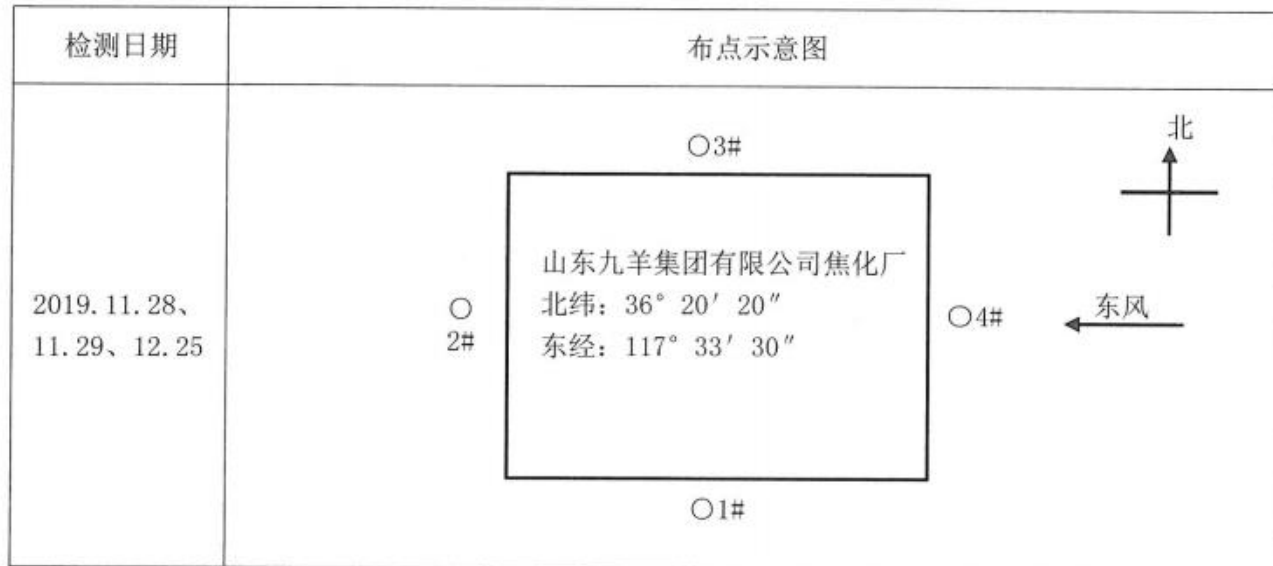 检测日期
布点示意图
2019.11.28、
11.29、12.25
北
○3#
山东九羊集团有限公司焦化厂
北纬：36° 20′ 20″
东经：117° 33′ 30″
○
2#
○4#
东风
○1#